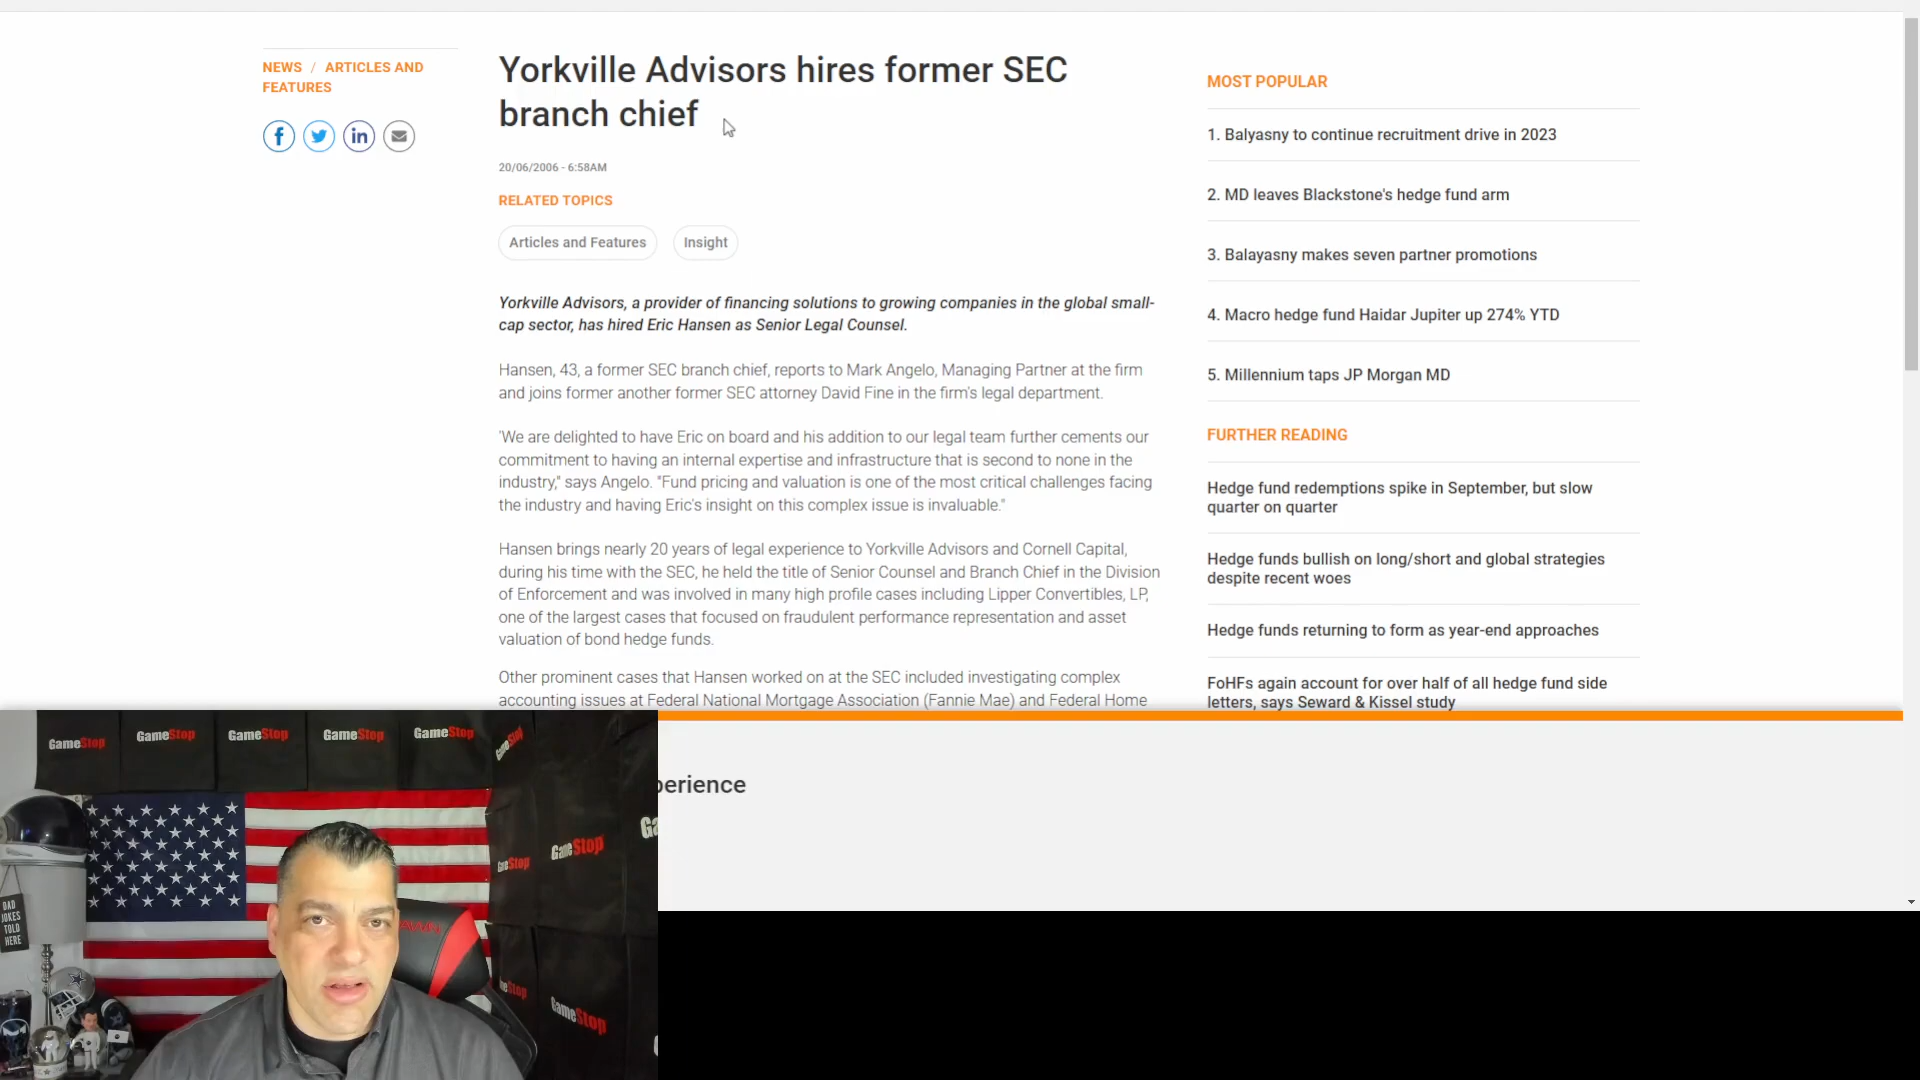 NEWS / ARTICLES AND
FEATURES
Yorkville Advisors hires former SEC
branch chief
20/06/2006 - 6:58AM
RELATED TOPICS
Articles and Features
Insight
Yorkville Advisors, a provider of financing solutions to growing companies in the global small-
cap sector, has hired Eric Hansen as Senior Legal Counsel.
Hansen, 43, a former SEC branch chief, reports to Mark Angelo, Managing Partner at the firm
and joins former another former SEC attorney David Fine in the firm's legal department.
'We are delighted to have Eric on board and his addition to our legal team further cements our
commitment to having an internal expertise and infrastructure that is second to none in the
industry," says Angelo. "Fund pricing and valuation is one of the most critical challenges facing
the industry and having Eric's insight on this complex issue is invaluable."
Hansen brings nearly 20 years of legal experience to Yorkville Advisors and Cornell Capital,
during his time with the SEC, he held the title of Senior Counsel and Branch Chief in the Division
of Enforcement and was involved in many high profile cases including Lipper Convertibles, LP,
one of the largest cases that focused on fraudulent performance representation and asset
valuation of bond hedge funds.
Other prominent cases that Hansen worked on at the SEC included investigating complex
accounting issues at Federal National Mortgage Association (Fannie Mae) and Federal Home
MOST POPULAR
1. Balyasny to continue recruitment drive in 2023
2. MD leaves Blackstone's hedge fund arm
3. Balayasny makes seven partner promotions
4. Macro hedge fund Haidar Jupiter up 274% YTD
5. Millennium taps JP Morgan MD
FURTHER READING
Hedge fund redemptions spike in September, but slow
quarter on quarter
Hedge funds bullish on long/short and global strategies
despite recent woes
Hedge funds returning to form as year-end approaches
FoHFs again account for over half of all hedge fund side
letters, says Seward & Kissel study
perience
GameStop
GameStop
GameStop
GameStop
GameStop
GameStop
GameStop
GameStop
DAD
JOKES
TOLD
HERE